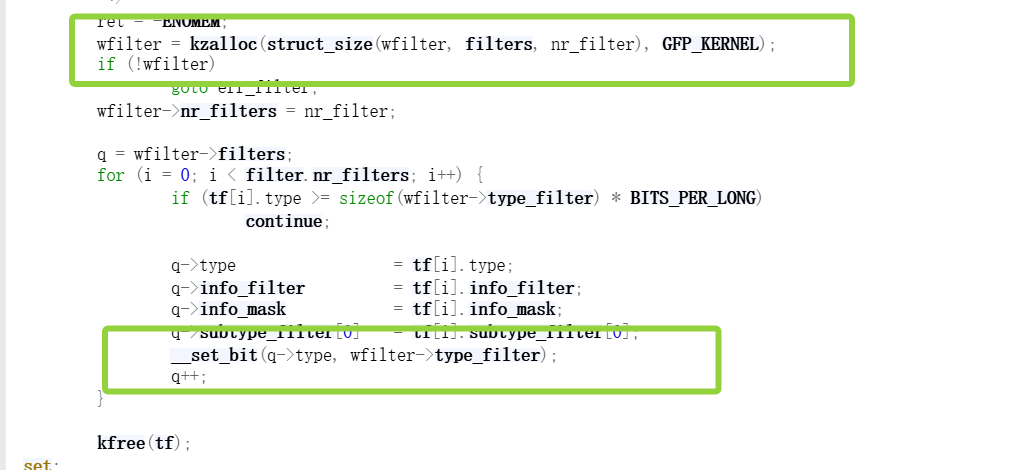 ret = -ENOMEM;
wfilter = kzalloc(struct_size(wfilter, filters, nr_filter), GFP_KERNEL);
if (!wfilter)
goto err_filter;
wfilter->nr_filters = nr_filter;
q = wfilter->filters;
for (i = 0; i < filter.nr_filters; i++) {
if (tf[i].type >= sizeof(wfilter->type_filter) * BITS_PER_LONG)
continue;
q->type = tf[i].type;
q->info_filter = tf[i].info_filter;
q->info_mask = tf[i].info_mask;
q->subtype_filter[0] = tf[i].subtype_filter[0];
__set_bit(q->type, wfilter->type_filter);
q++;
}
kfree(tf);
set: